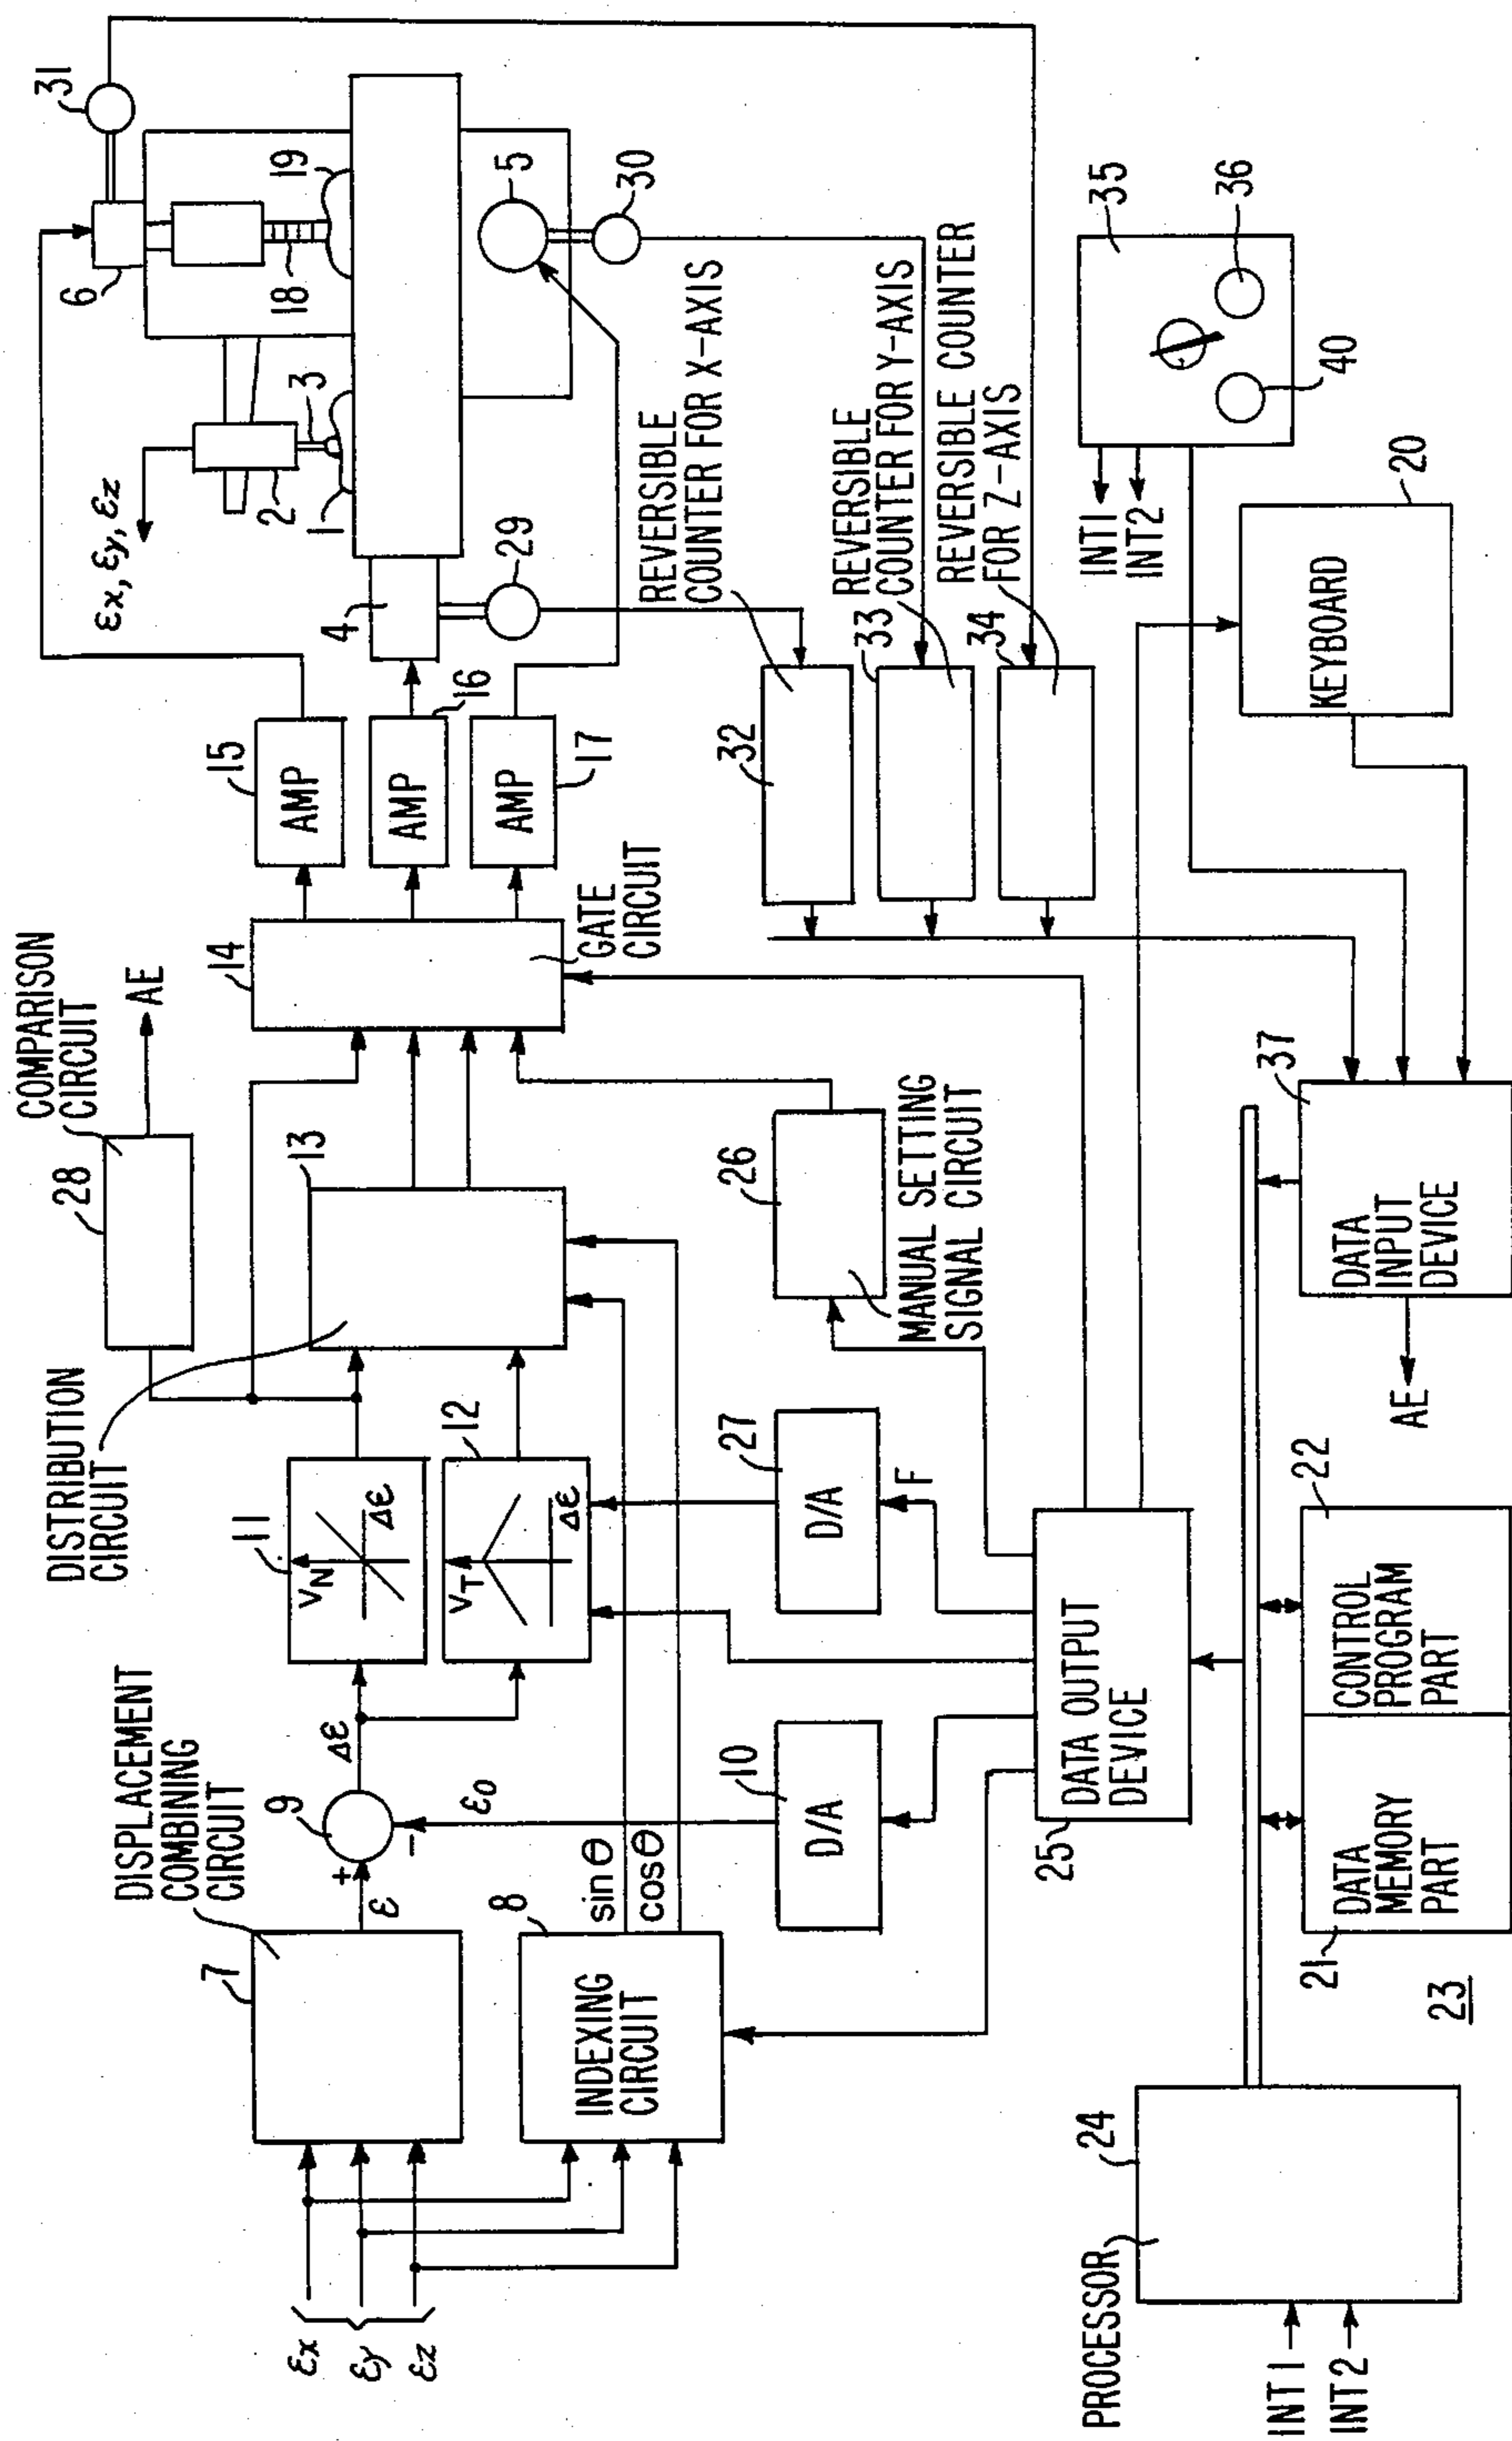 εx
εy
εz
7
DISPLACEMENT
COMBINING
CIRCUIT
ε
+
−
9
Δε
ε0
8
INDEXING
CIRCUIT
sinθ
cosθ
10
D/A
11
VN
Δε
12
VT
Δε
27
D/A
F
DISTRIBUTION
CIRCUIT
13
28
COMPARISON
CIRCUIT
AE
26
MANUAL SETTING
SIGNAL CIRCUIT
14
GATE
CIRCUIT
15
AMP
16
AMP
17
AMP
εx, εy, εz
1
2
3
4
5
6
18
19
29
30
31
32
REVERSIBLE
COUNTER FOR X-AXIS
33
REVERSIBLE
COUNTER FOR Y-AXIS
34
REVERSIBLE COUNTER
FOR Z-AXIS
35
36
40
INT1
INT2
20
KEYBOARD
37
DATA
INPUT
DEVICE
AE
25
DATA OUTPUT
DEVICE
22
CONTROL
PROGRAM
PART
21
DATA
MEMORY
PART
23
PROCESSOR
24
INT1
INT2